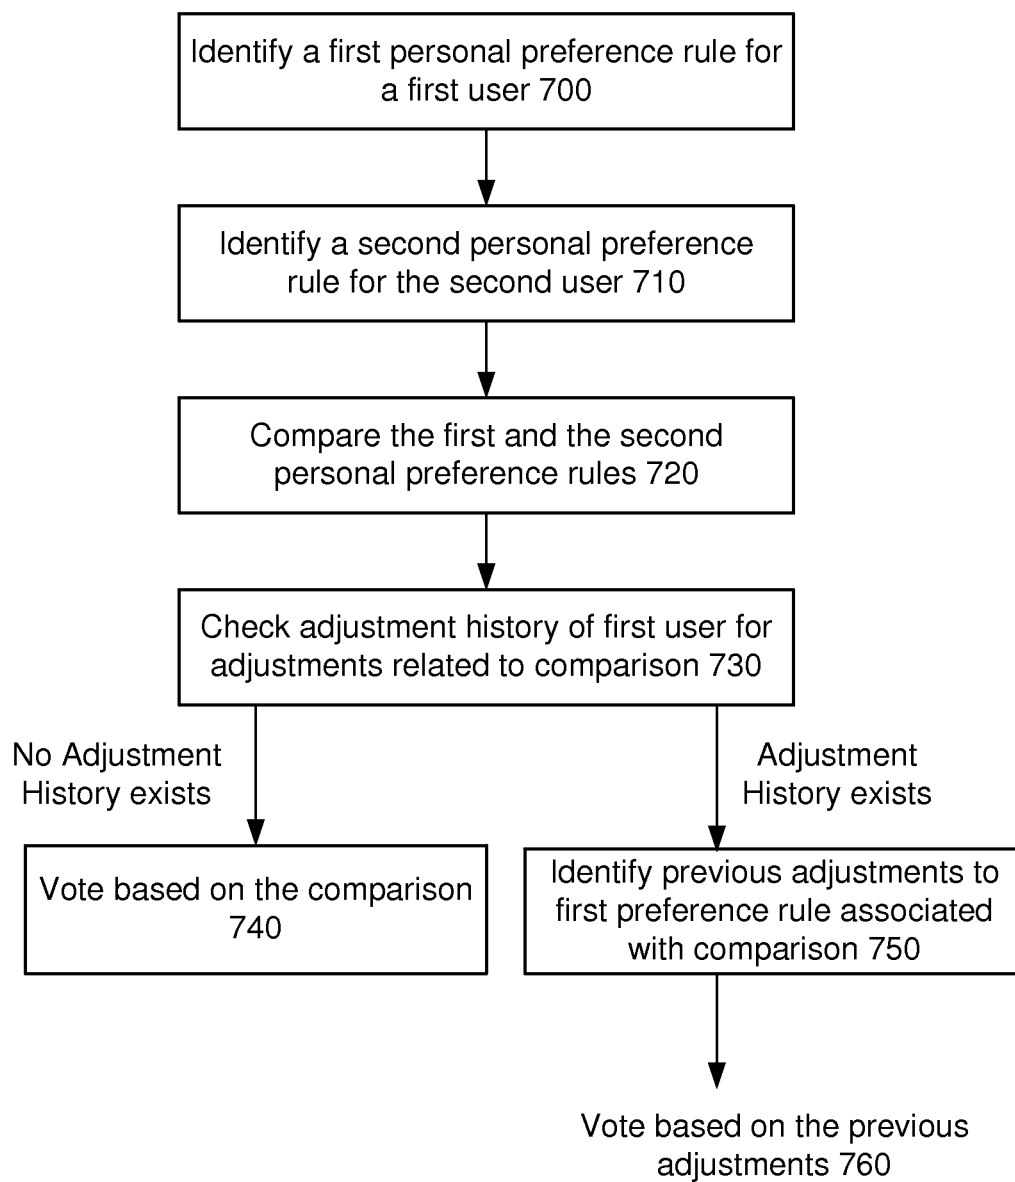 Identify a first personal preference rule for
a first user 700
Identify a second personal preference
rule for the second user 710
Compare the first and the second
personal preference rules 720
Check adjustment history of first user for
adjustments related to comparison 730
No Adjustment
History exists
Adjustment
History exists
Vote based on the comparison
740
Identify previous adjustments to
first preference rule associated
with comparison 750
Vote based on the previous
adjustments 760